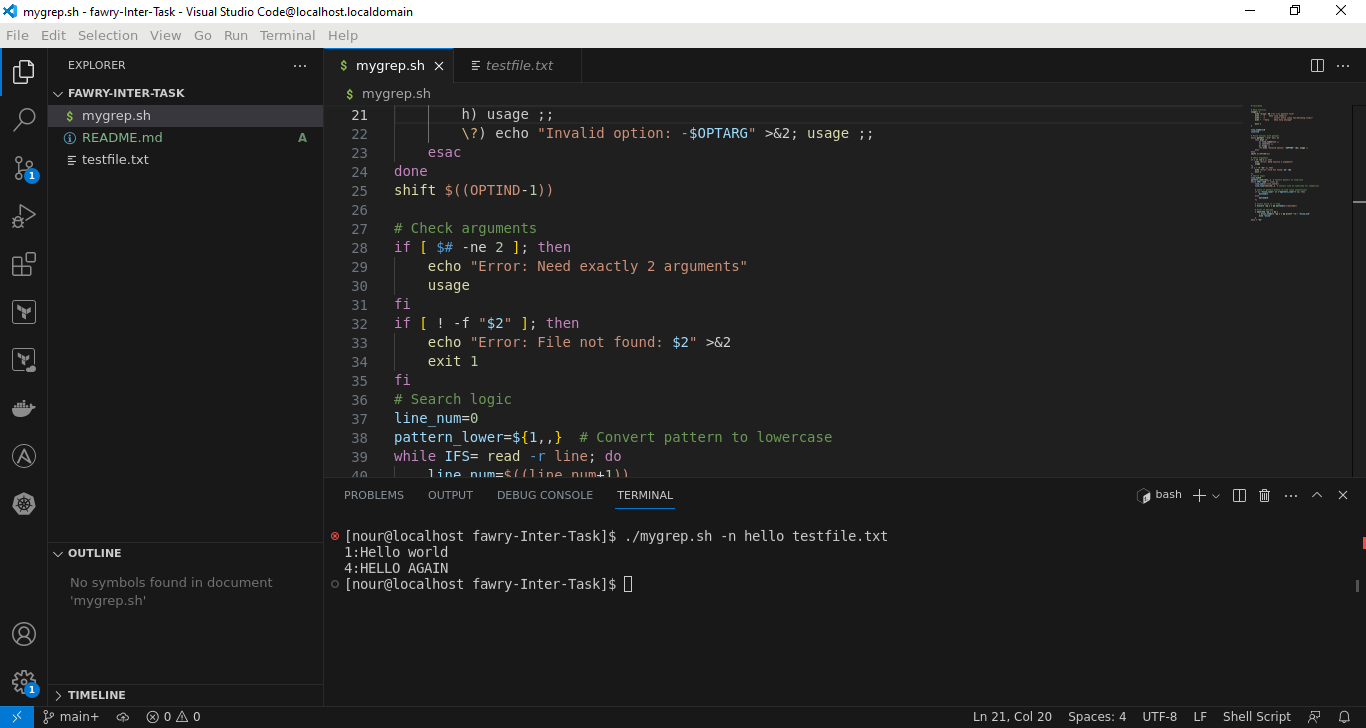 mygrep.sh - fawry-Inter-Task - Visual Studio Code@localhost.localdomain
File Edit Selection View Go Run Terminal Help
EXPLORER
FAWRY-INTER-TASK
$ mygrep.sh
README.md A
testfile.txt
1
1
OUTLINE
No symbols found in document
'mygrep.sh'
TIMELINE
$ mygrep.sh
testfile.txt
$ mygrep.sh
21 h) usage ;;
22 \?) echo "Invalid option: -$OPTARG" >&2; usage ;;
23 esac
24 done
25 shift $((OPTIND-1))
26
27 # Check arguments
28 if [ $# -ne 2 ]; then
29 echo "Error: Need exactly 2 arguments"
30 usage
31 fi
32 if [ ! -f "$2" ]; then
33 echo "Error: File not found: $2" >&2
34 exit 1
35 fi
36 # Search logic
37 line_num=0
38 pattern_lower=${1,,} # Convert pattern to lowercase
39 while IFS= read -r line; do
40 line_num=$((line_num+1))
PROBLEMS OUTPUT DEBUG CONSOLE TERMINAL
bash
[nour@localhost fawry-Inter-Task]$ ./mygrep.sh -n hello testfile.txt
1:Hello world
4:HELLO AGAIN
[nour@localhost fawry-Inter-Task]$
main+ 0 0 Ln 21, Col 20 Spaces: 4 UTF-8 LF Shell Script